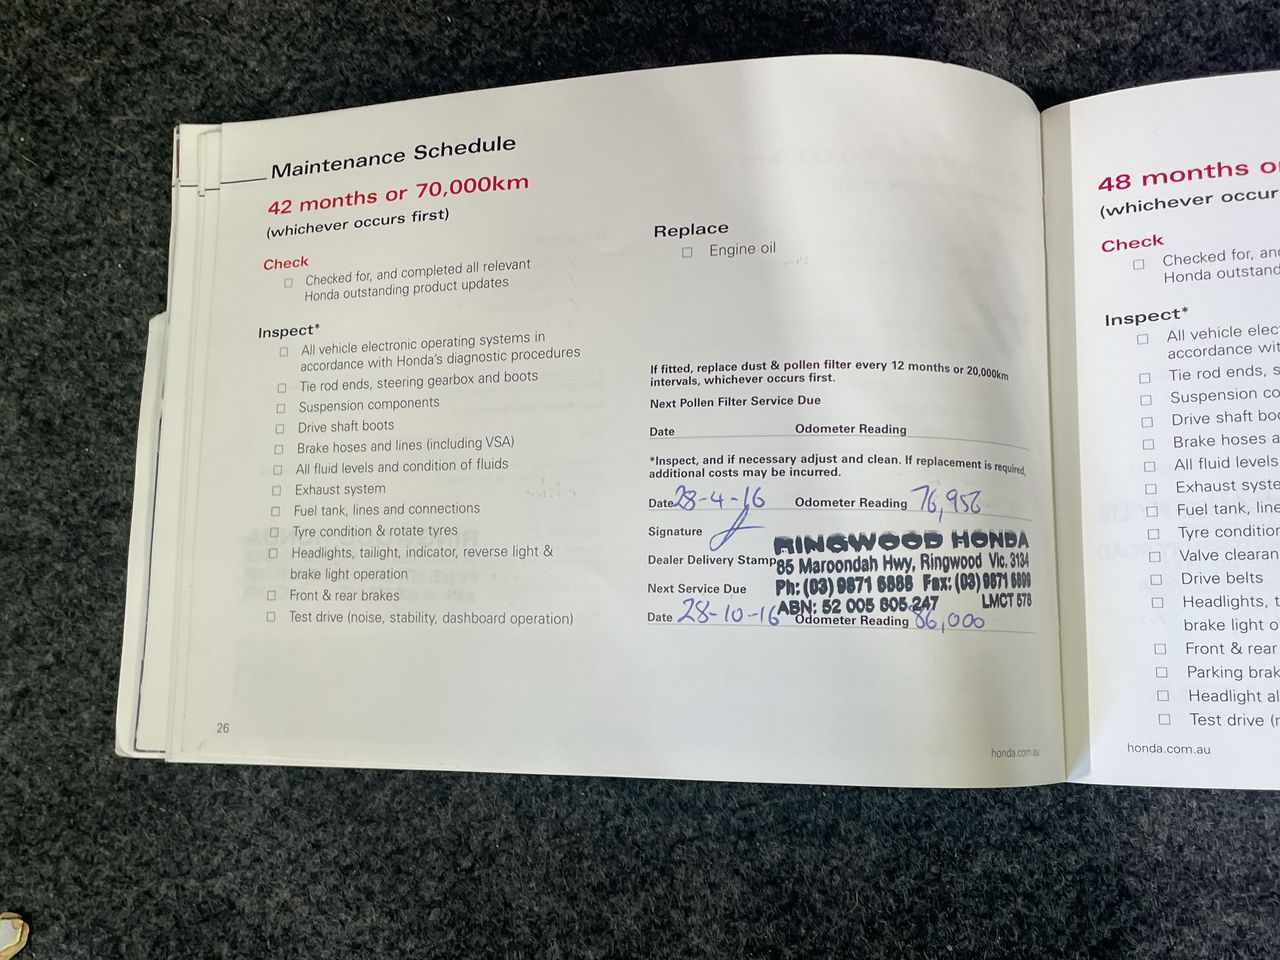 Maintenance Schedule
42 months or 70,000km
(whichever occurs first)
Check
Checked for, and completed all relevant
Honda outstanding product updates
Inspect*
All vehicle electronic operating systems in
accordance with Honda's diagnostic procedures
Tie rod ends, steering gearbox and boots
Suspension components
Drive shaft boots
Brake hoses and lines (including VSA)
All fluid levels and condition of fluids
Exhaust system
Fuel tank, lines and connections
Tyre condition & rotate tyres
Headlights, tailight, indicator, reverse light &
brake light operation
Front & rear brakes
Test drive (noise, stability, dashboard operation)
26
Replace
Engine oil
If fitted, replace dust & pollen filter every 12 months or 20,000km
intervals, whichever occurs first.
Next Pollen Filter Service Due
Date Odometer Reading
*Inspect, and if necessary adjust and clean. If replacement is required,
additional costs may be incurred.
Date 28-4-16 Odometer Reading 76,956
Signature
RINGWOOD HONDA
Dealer Delivery Stamp
85 Maroondah Hwy, Ringwood Vic. 3134
Ph: (03) 9871 6888 Fax: (03) 9871 6899
Next Service Due
ABN: 52 005 805 247 LMCT 578
Date 28-10-16 Odometer Reading 86,000
honda.com.au
48 months o
(whichever occur
Check
Checked for, an
Honda outstand
Inspect*
All vehicle elec
accordance wit
Tie rod ends, s
Suspension co
Drive shaft boo
Brake hoses a
All fluid levels
Exhaust syste
Fuel tank, line
Tyre condition
Valve clearan
Drive belts
Headlights, t
brake light o
Front & rear
Parking brak
Headlight al
Test drive (n
honda.com.au